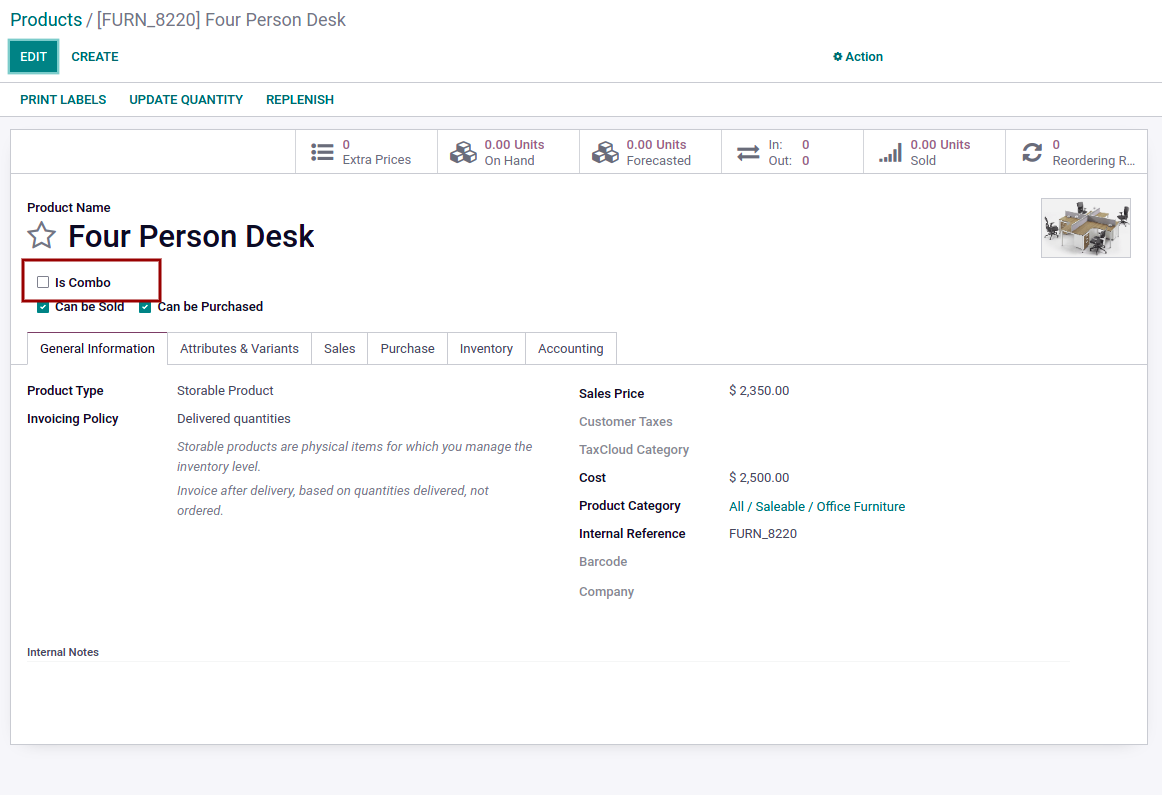 Products / [FURN_8220] Four Person Desk
EDIT CREATE Action
PRINT LABELS UPDATE QUANTITY REPLENISH
0 0.00 Units 0.00 Units In: 0 0.00 Units 0
Extra Prices On Hand Forecasted Out: 0 Sold Reordering R...
Product Name
Four Person Desk
Is Combo
Can be Sold Can be Purchased
General Information Attributes & Variants Sales Purchase Inventory Accounting
Product Type Storable Product Sales Price $ 2,350.00
Invoicing Policy Delivered quantities Customer Taxes
Storable products are physical items for which you manage the TaxCloud Category
inventory level.
Cost $ 2,500.00
Invoice after delivery, based on quantities delivered, not
ordered.
Product Category All / Saleable / Office Furniture
Internal Reference FURN_8220
Barcode
Company
Internal Notes